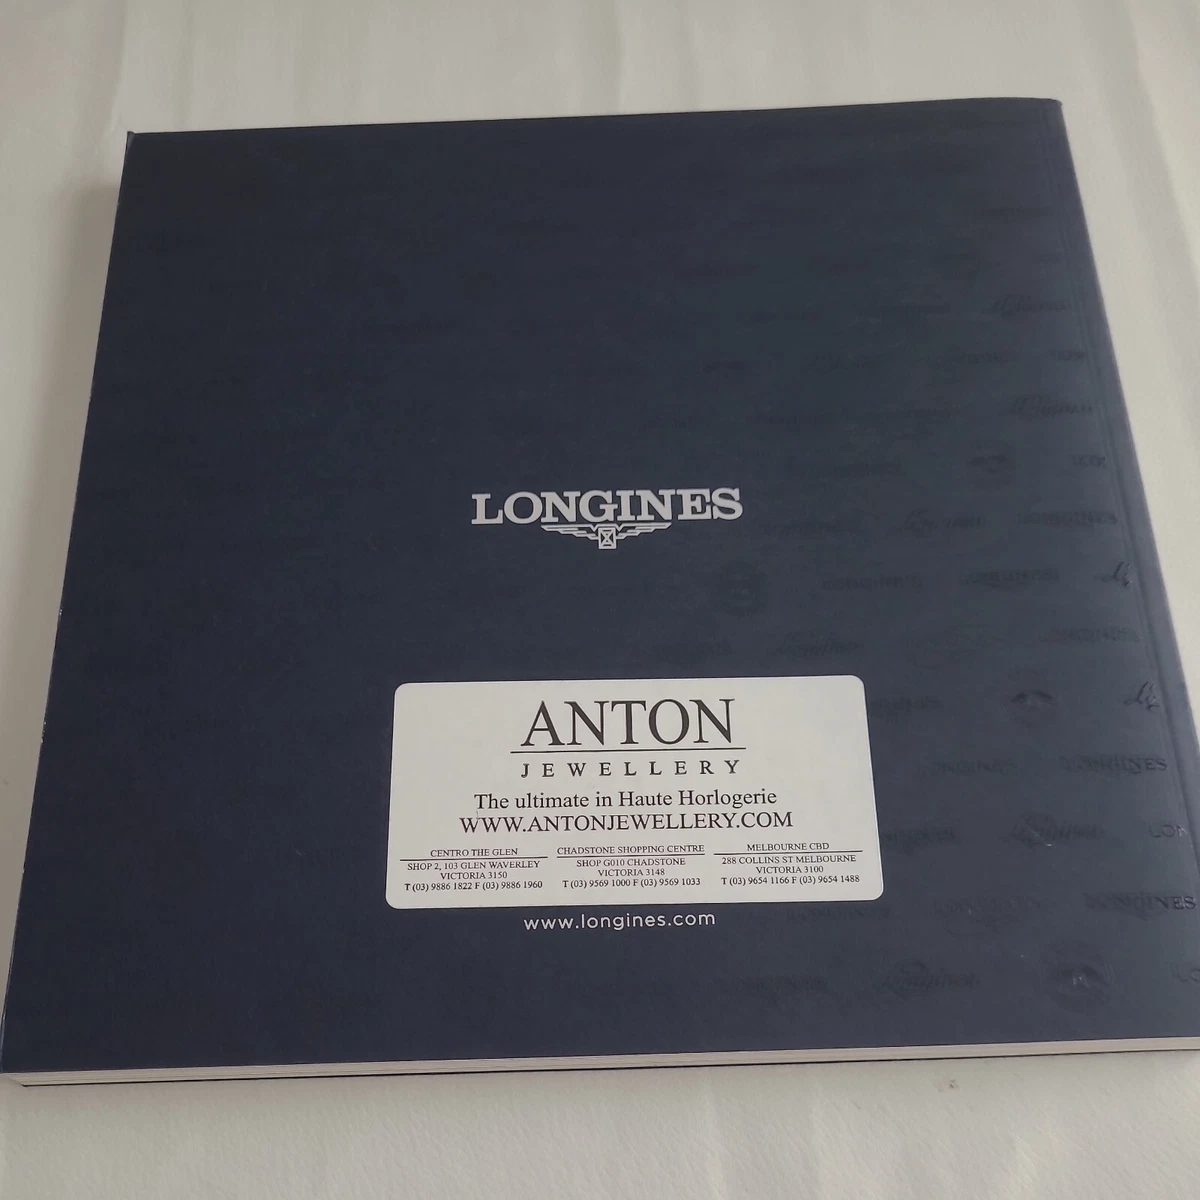 LONGINES
ANTON
JEWELLERY
The ultimate in Haute Horlogerie
WWW.ANTONJEWELLERY.COM
CENTRO THE GLEN
SHOP 2, 103 GLEN WAVERLEY
VICTORIA 3150
T (03) 9886 1822 F (03) 9886 1960
CHADSTONE SHOPPING CENTRE
SHOP G010 CHADSTONE
VICTORIA 3148
T (03) 9569 1000 F (03) 9569 1033
MELBOURNE CBD
288 COLLINS ST MELBOURNE
VICTORIA 3100
T (03) 9654 1166 F (03) 9654 1488
www.longines.com